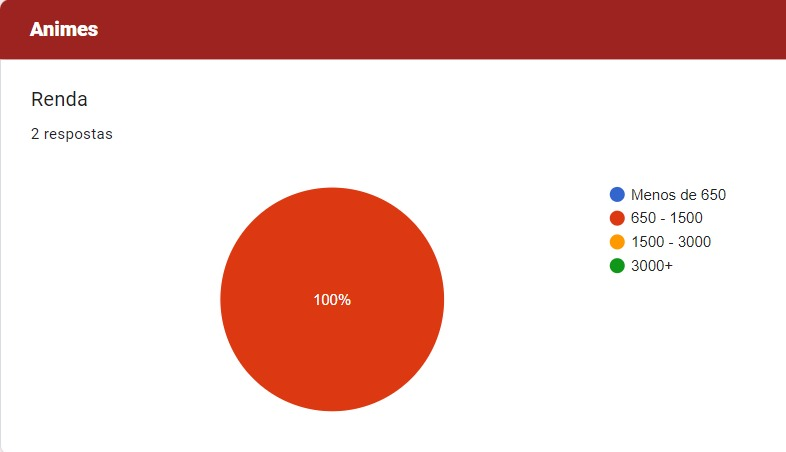 Animes
Renda
2 respostas
100%
Menos de 650
650 - 1500
1500 - 3000
3000+